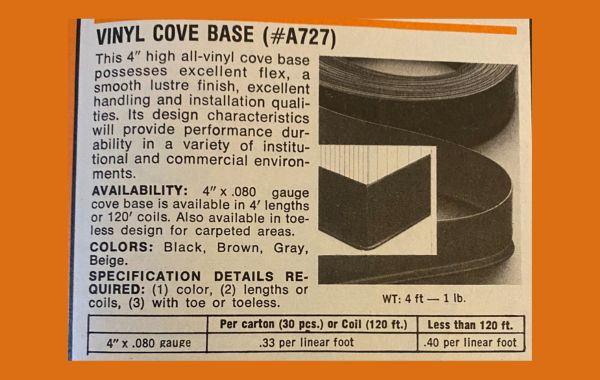 VINYL COVE BASE (#A727)
This 4" high all-vinyl cove base
possesses excellent flex, a
smooth lustre finish, excellent
handling and installation quali-
ties. Its design characteristics
will provide performance dur-
ability in a variety of institu-
tional and commercial environ-
ments.
AVAILABILITY: 4" x .080 gauge
cove base is available in 4' lengths
or 120' coils. Also available in toe-
less design for carpeted areas.
COLORS: Black, Brown, Gray,
Beige.
SPECIFICATION DETAILS RE-
QUIRED: (1) color, (2) lengths or
coils, (3) with toe or toeless.
WT: 4 ft — 1 lb.
Per carton (30 pcs.) or Coil (120 ft.) Less than 120 ft.
4" x .080 gauge .33 per linear foot .40 per linear foot